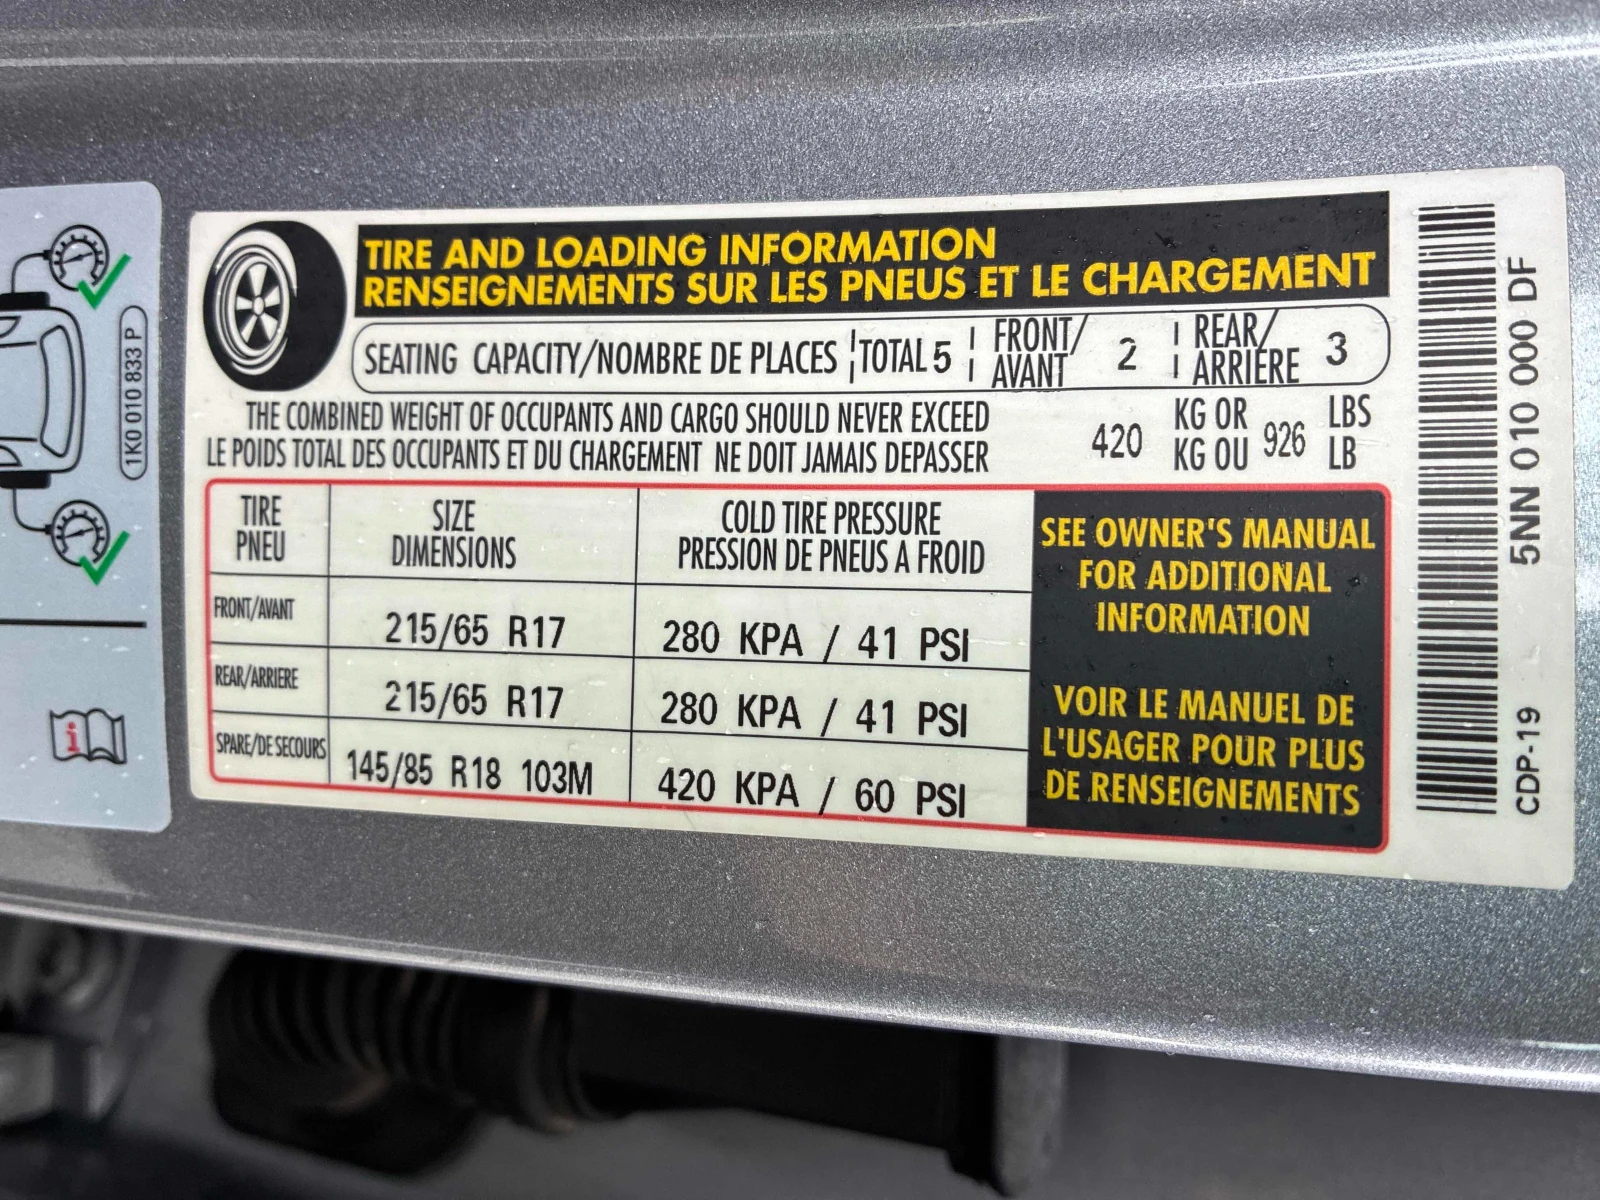 1K0 010 833 P
i
TIRE AND LOADING INFORMATION
RENSEIGNEMENTS SUR LES PNEUS ET LE CHARGEMENT
SEATING CAPACITY/NOMBRE DE PLACES TOTAL 5 FRONT/AVANT 2 REAR/ARRIÈRE 3
THE COMBINED WEIGHT OF OCCUPANTS AND CARGO SHOULD NEVER EXCEED 420 KG OR 926 LBS
LE POIDS TOTAL DES OCCUPANTS ET DU CHARGEMENT NE DOIT JAMAIS DEPASSER KG OU LB
TIRE SIZE COLD TIRE PRESSURE
PNEU DIMENSIONS PRESSION DE PNEUS A FROID
FRONT/AVANT 215/65 R17 280 KPA / 41 PSI
REAR/ARRIERE 215/65 R17 280 KPA / 41 PSI
SPARE/DE SECOURS 145/85 R18 103M 420 KPA / 60 PSI
SEE OWNER'S MANUAL
FOR ADDITIONAL
INFORMATION
VOIR LE MANUEL DE
L'USAGER POUR PLUS
DE RENSEIGNEMENTS
5NN 010 000 DF
CDP-19